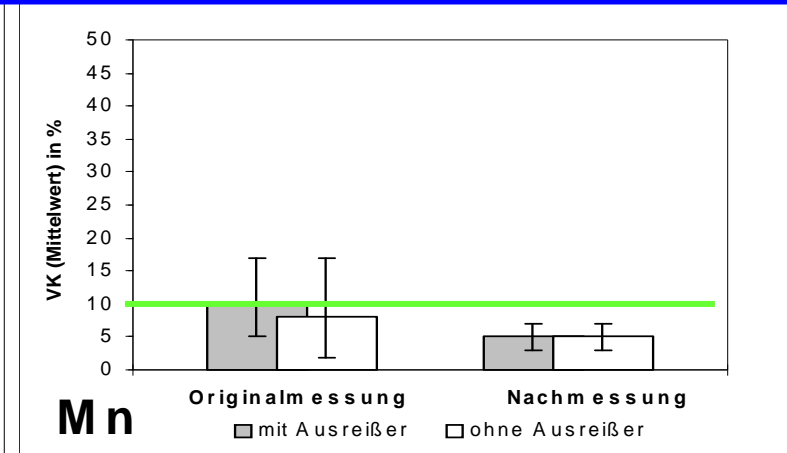 50
45
40
35
30
25
20
15
10
5
0
VK (Mittelwert) in %
Originalmessung Nachmessung
Mn
mit Ausreißer ohne Ausreißer